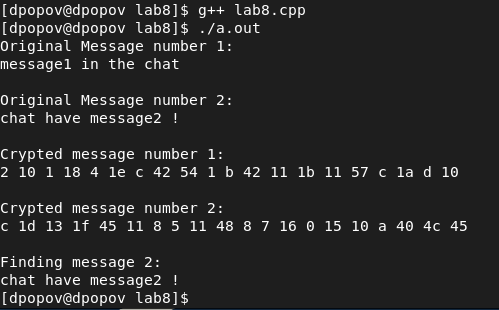 [dpopov@dpopov lab8]$ g++ lab8.cpp
[dpopov@dpopov lab8]$ ./a.out
Original Message number 1:
message1 in the chat
Original Message number 2:
chat have message2 !
Crypted message number 1:
2 10 1 18 4 1e c 42 54 1 b 42 11 1b 11 57 c 1a d 10
Crypted message number 2:
c 1d 13 1f 45 11 8 5 11 48 8 7 16 0 15 10 a 40 4c 45
Finding message 2:
chat have message2 !
[dpopov@dpopov lab8]$